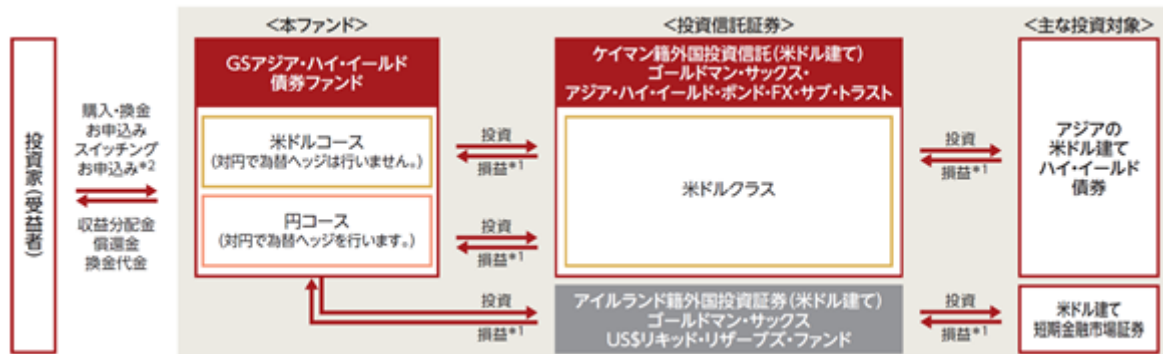 <本ファンド>
<投資信託証券>
<主な投資対象>
投資家(受益者)
購入・換金
お申込み
スイッチング
お申込み*2
収益分配金
償還金
換金代金
GSアジア・ハイ・イールド
債券ファンド
米ドルコース
(対円で為替ヘッジは行いません。)
円コース
(対円で為替ヘッジを行います。)
投資
損益*1
投資
損益*1
投資
損益*1
ケイマン籍外国投資信託(米ドル建て)
ゴールドマン・サックス・
アジア・ハイ・イールド・ボンド・FX・サブ・トラスト
米ドルクラス
アイルランド籍外国投資証券(米ドル建て)
ゴールドマン・サックス
US$リキッド・リザーブズ・ファンド
投資
損益*1
投資
損益*1
アジアの
米ドル建て
ハイ・イールド
債券
米ドル建て
短期金融市場証券